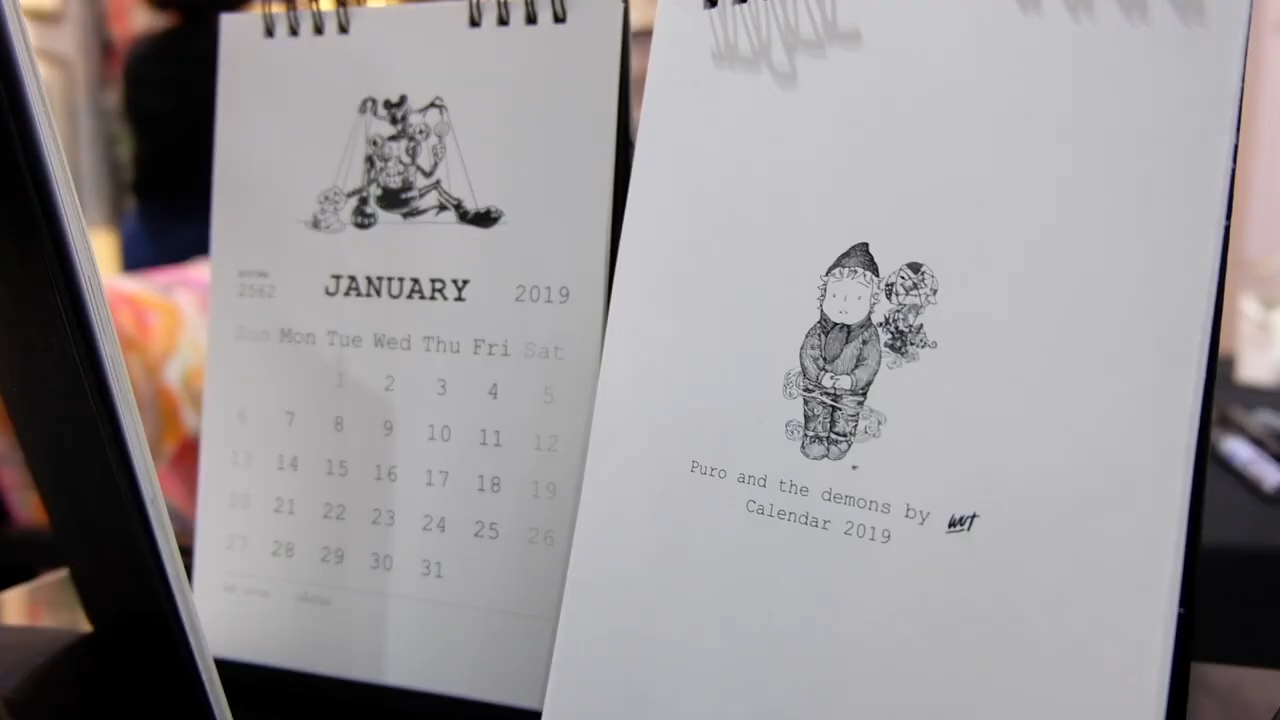 2562 JANUARY 2019
Sun Mon Tue Wed Thu Fri Sat
1 2 3 4 5
6 7 8 9 10 11 12
13 14 15 16 17 18 19
20 21 22 23 24 25 26
27 28 29 30 31
Puro and the demons by wut
Calendar 2019